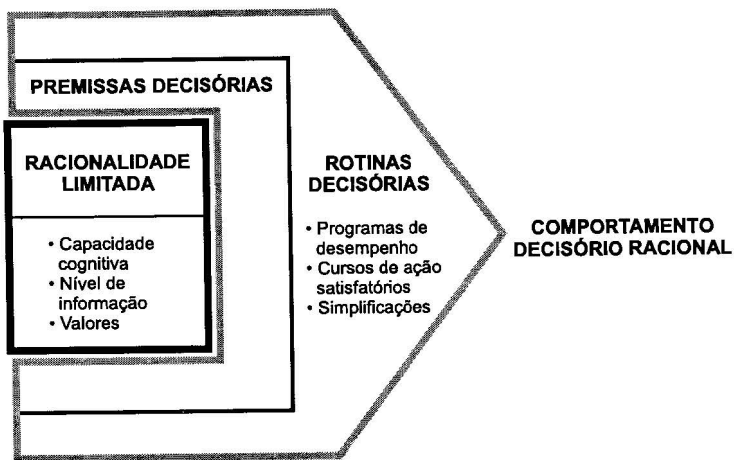 PREMISSAS DECISÓRIAS
RACIONALIDADE
LIMITADA
• Capacidade
cognitiva
• Nível de
informação
• Valores
ROTINAS
DECISÓRIAS
• Programas de
desempenho
• Cursos de ação
satisfatórios
• Simplificações
COMPORTAMENTO
DECISÓRIO RACIONAL